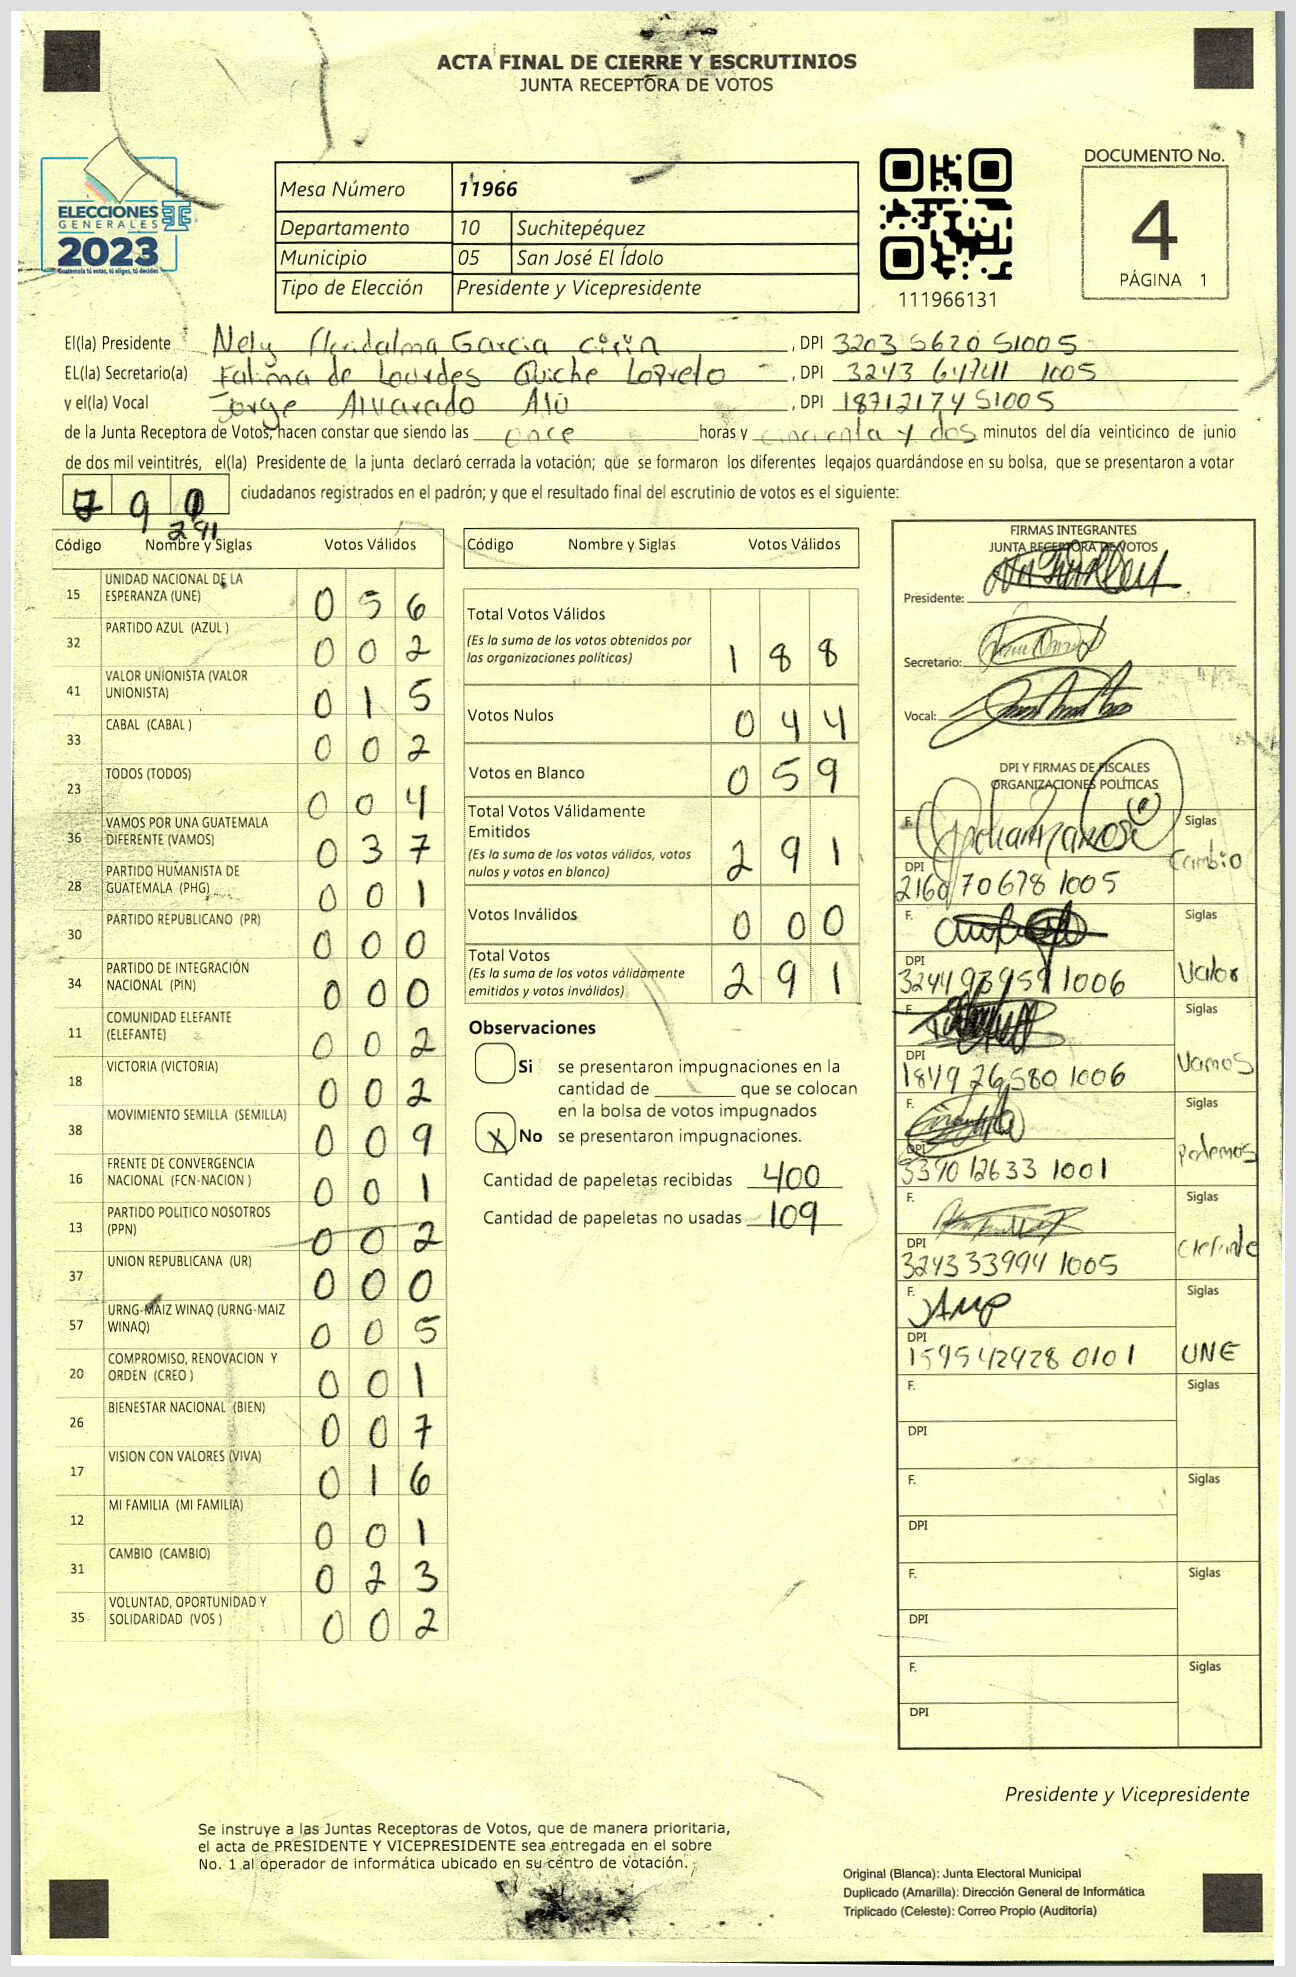 ACTA FINAL DE CIERRE Y ESCRUTINIOS
JUNTA RECEPTORA DE VOTOS
ELECCIONES
GENERALES
2023
Guatemala tú votas, tú eliges, tú decides
Mesa Número 11966
Departamento 10 Suchitepéquez
Municipio 05 San José El Ídolo
Tipo de Elección Presidente y Vicepresidente
111966131
DOCUMENTO No.
4
PÁGINA 1
El(la) Presidente Nely Floridalma Garcia , DPI 3203 5620 51005
EL(la) Secretario(a) Fatima de Lourdes Quiche Loreto , DPI 3243 64741 1005
y el(la) Vocal Jorge Alvarado , DPI 18712174 51005
de la Junta Receptora de Votos, hacen constar que siendo las once horas y cincuenta y dos minutos del día veinticinco de junio
de dos mil veintitrés, el(la) Presidente de la junta declaró cerrada la votación; que se formaron los diferentes legajos guardándose en su bolsa, que se presentaron a votar
ciudadanos registrados en el padrón; y que el resultado final del escrutinio de votos es el siguiente:
291
Código Nombre y Siglas Votos Válidos
15 UNIDAD NACIONAL DE LA ESPERANZA (UNE) 0 5 6
32 PARTIDO AZUL (AZUL ) 0 0 2
41 VALOR UNIONISTA (VALOR UNIONISTA) 0 1 5
33 CABAL (CABAL ) 0 0 2
23 TODOS (TODOS) 0 0 4
36 VAMOS POR UNA GUATEMALA DIFERENTE (VAMOS) 0 3 7
28 PARTIDO HUMANISTA DE GUATEMALA (PHG) 0 0 1
30 PARTIDO REPUBLICANO (PR) 0 0 0
34 PARTIDO DE INTEGRACIÓN NACIONAL (PIN) 0 0 0
11 COMUNIDAD ELEFANTE (ELEFANTE) 0 0 2
18 VICTORIA (VICTORIA) 0 0 2
38 MOVIMIENTO SEMILLA (SEMILLA) 0 0 9
16 FRENTE DE CONVERGENCIA NACIONAL (FCN-NACION ) 0 0 1
13 PARTIDO POLITICO NOSOTROS (PPN) 0 0 2
37 UNION REPUBLICANA (UR) 0 0 0
57 URNG-MAIZ WINAQ (URNG-MAIZ WINAQ) 0 0 5
20 COMPROMISO, RENOVACION Y ORDEN (CREO ) 0 0 1
26 BIENESTAR NACIONAL (BIEN) 0 0 7
17 VISION CON VALORES (VIVA) 0 1 6
12 MI FAMILIA (MI FAMILIA) 0 0 1
31 CAMBIO (CAMBIO) 0 2 3
35 VOLUNTAD, OPORTUNIDAD Y SOLIDARIDAD (VOS ) 0 0 2
Código Nombre y Siglas Votos Válidos
Total Votos Válidos
(Es la suma de los votos obtenidos por
las organizaciones políticas) 1 8 8
Votos Nulos 0 4 4
Votos en Blanco 0 5 9
Total Votos Válidamente
Emitidos
(Es la suma de los votos válidos, votos
nulos y votos en blanco) 2 9 1
Votos Inválidos 0 0 0
Total Votos
(Es la suma de los votos válidamente
emitidos y votos inválidos) 2 9 1
Observaciones
Si se presentaron impugnaciones en la
cantidad de ________ que se colocan
en la bolsa de votos impugnados
X No se presentaron impugnaciones.
Cantidad de papeletas recibidas 400
Cantidad de papeletas no usadas 109
FIRMAS INTEGRANTES
JUNTA RECEPTORA DE VOTOS
Presidente:
Secretario:
Vocal:
DPI Y FIRMAS DE FISCALES
ORGANIZACIONES POLÍTICAS
F. Siglas
Cambio
DPI
2160 70678 1005
F. Siglas
Valor
DPI
3244 93959 1006
F. Siglas
Vamos
DPI
1849 76580 1006
F. Siglas
Podemos
DPI
3390 12633 1001
F. Siglas
DPI
3243 33994 1005
F. Siglas
UNE
DPI
1595 42928 0101
F. Siglas
DPI
F. Siglas
DPI
F. Siglas
DPI
F. Siglas
DPI
Presidente y Vicepresidente
Se instruye a las Juntas Receptoras de Votos, que de manera prioritaria,
el acta de PRESIDENTE Y VICEPRESIDENTE sea entregada en el sobre
No. 1 al operador de informática ubicado en su centro de votación.
Original (Blanca): Junta Electoral Municipal
Duplicado (Amarilla): Dirección General de Informática
Triplicado (Celeste): Correo Propio (Auditoría)